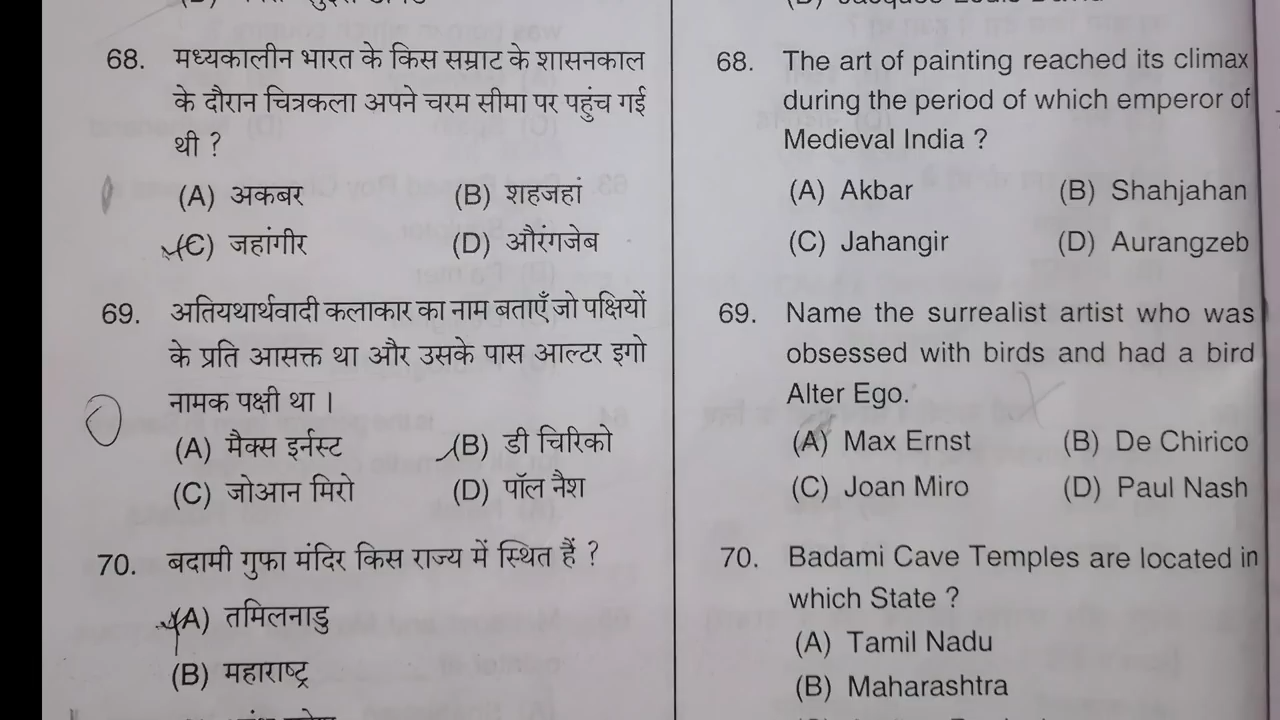 68. मध्यकालीन भारत के किस सम्राट के शासनकाल
के दौरान चित्रकला अपने चरम सीमा पर पहुंच गई
थी ?
(A) अकबर (B) शहजहां
(C) जहांगीर (D) औरंगजेब
69. अतियथार्थवादी कलाकार का नाम बताएँ जो पक्षियों
के प्रति आसक्त था और उसके पास आल्टर इगो
नामक पक्षी था ।
(A) मैक्स इर्नस्ट (B) डी चिरिको
(C) जोआन मिरो (D) पॉल नैश
70. बदामी गुफा मंदिर किस राज्य में स्थित हैं ?
(A) तमिलनाडु
(B) महाराष्ट्र
68. The art of painting reached its climax
during the period of which emperor of
Medieval India ?
(A) Akbar (B) Shahjahan
(C) Jahangir (D) Aurangzeb
69. Name the surrealist artist who was
obsessed with birds and had a bird
Alter Ego.
(A) Max Ernst (B) De Chirico
(C) Joan Miro (D) Paul Nash
70. Badami Cave Temples are located in
which State ?
(A) Tamil Nadu
(B) Maharashtra